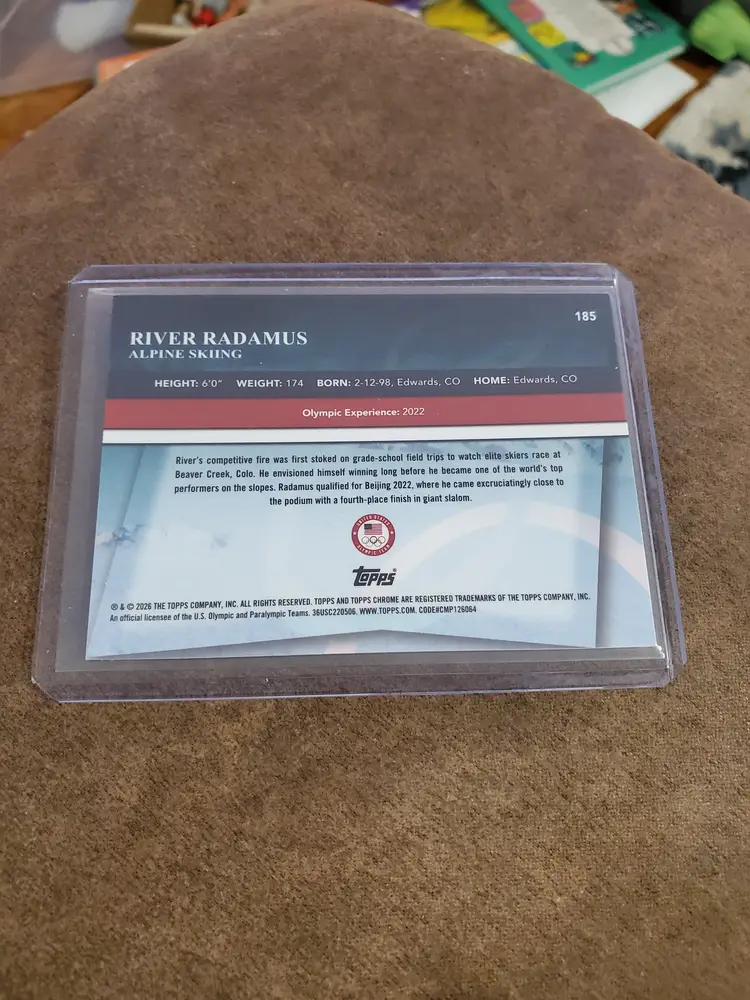 185
RIVER RADAMUS
ALPINE SKIING
HEIGHT: 6'0" WEIGHT: 174 BORN: 2-12-98, Edwards, CO HOME: Edwards, CO
Olympic Experience: 2022
River's competitive fire was first stoked on grade-school field trips to watch elite skiers race at
Beaver Creek, Colo. He envisioned himself winning long before he became one of the world's top
performers on the slopes. Radamus qualified for Beijing 2022, where he came excruciatingly close to
the podium with a fourth-place finish in giant slalom.
UNITED STATES
OLYMPIC TEAM
Topps®
® & © 2026 THE TOPPS COMPANY, INC. ALL RIGHTS RESERVED. TOPPS AND TOPPS CHROME ARE REGISTERED TRADEMARKS OF THE TOPPS COMPANY, INC.
An official licensee of the U.S. Olympic and Paralympic Teams. 36USC220506. WWW.TOPPS.COM. CODE#CMP126064